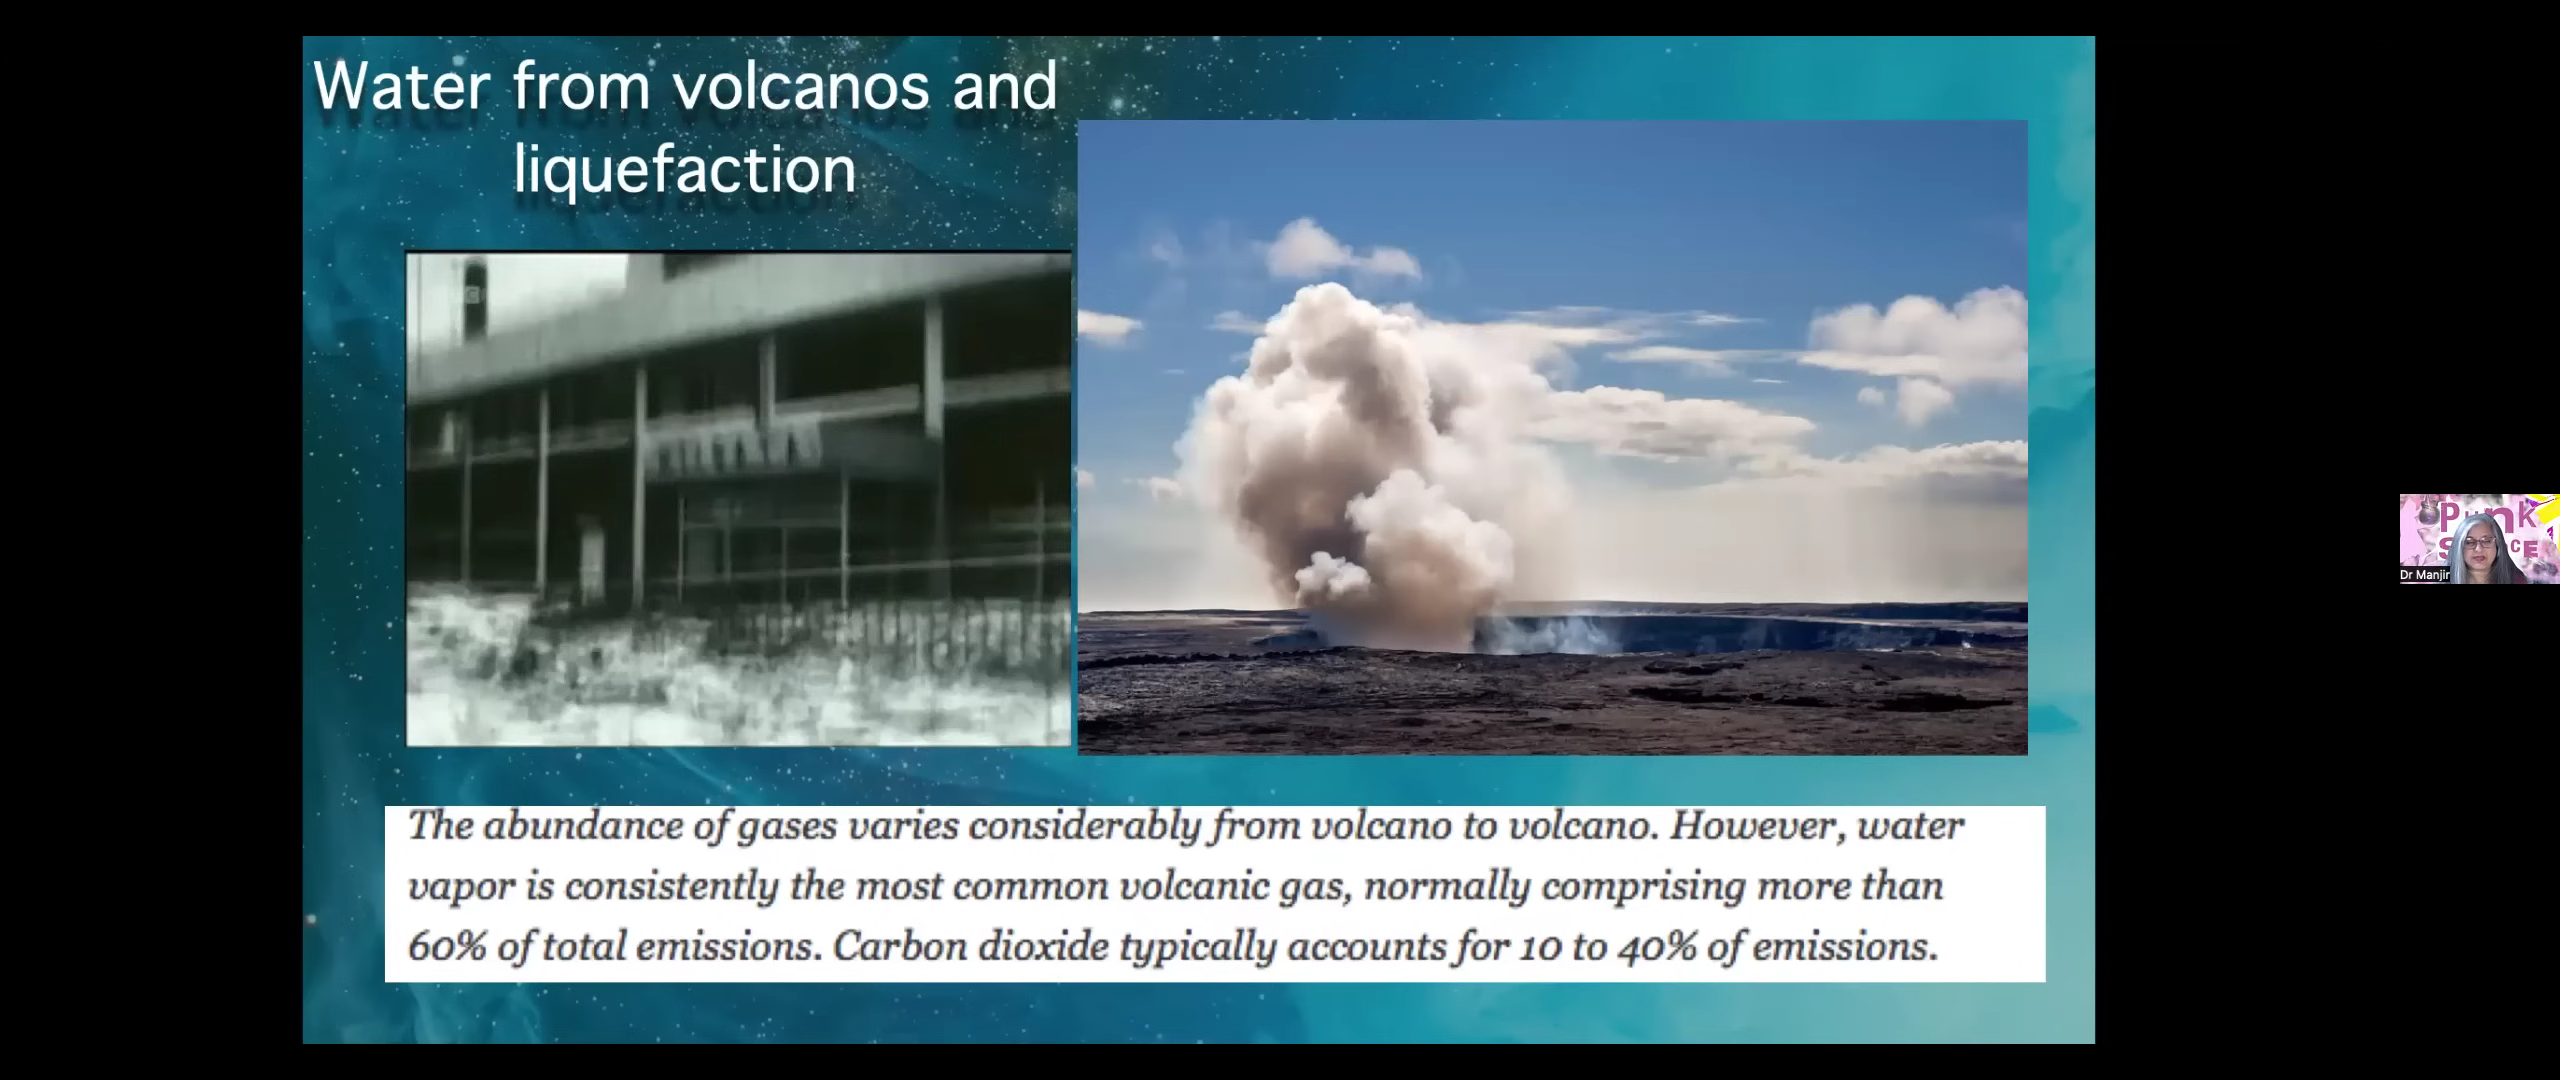 Water from volcanos and
liquefaction
The abundance of gases varies considerably from volcano to volcano. However, water
vapor is consistently the most common volcanic gas, normally comprising more than
60% of total emissions. Carbon dioxide typically accounts for 10 to 40% of emissions.
Punk
Dr Manjir